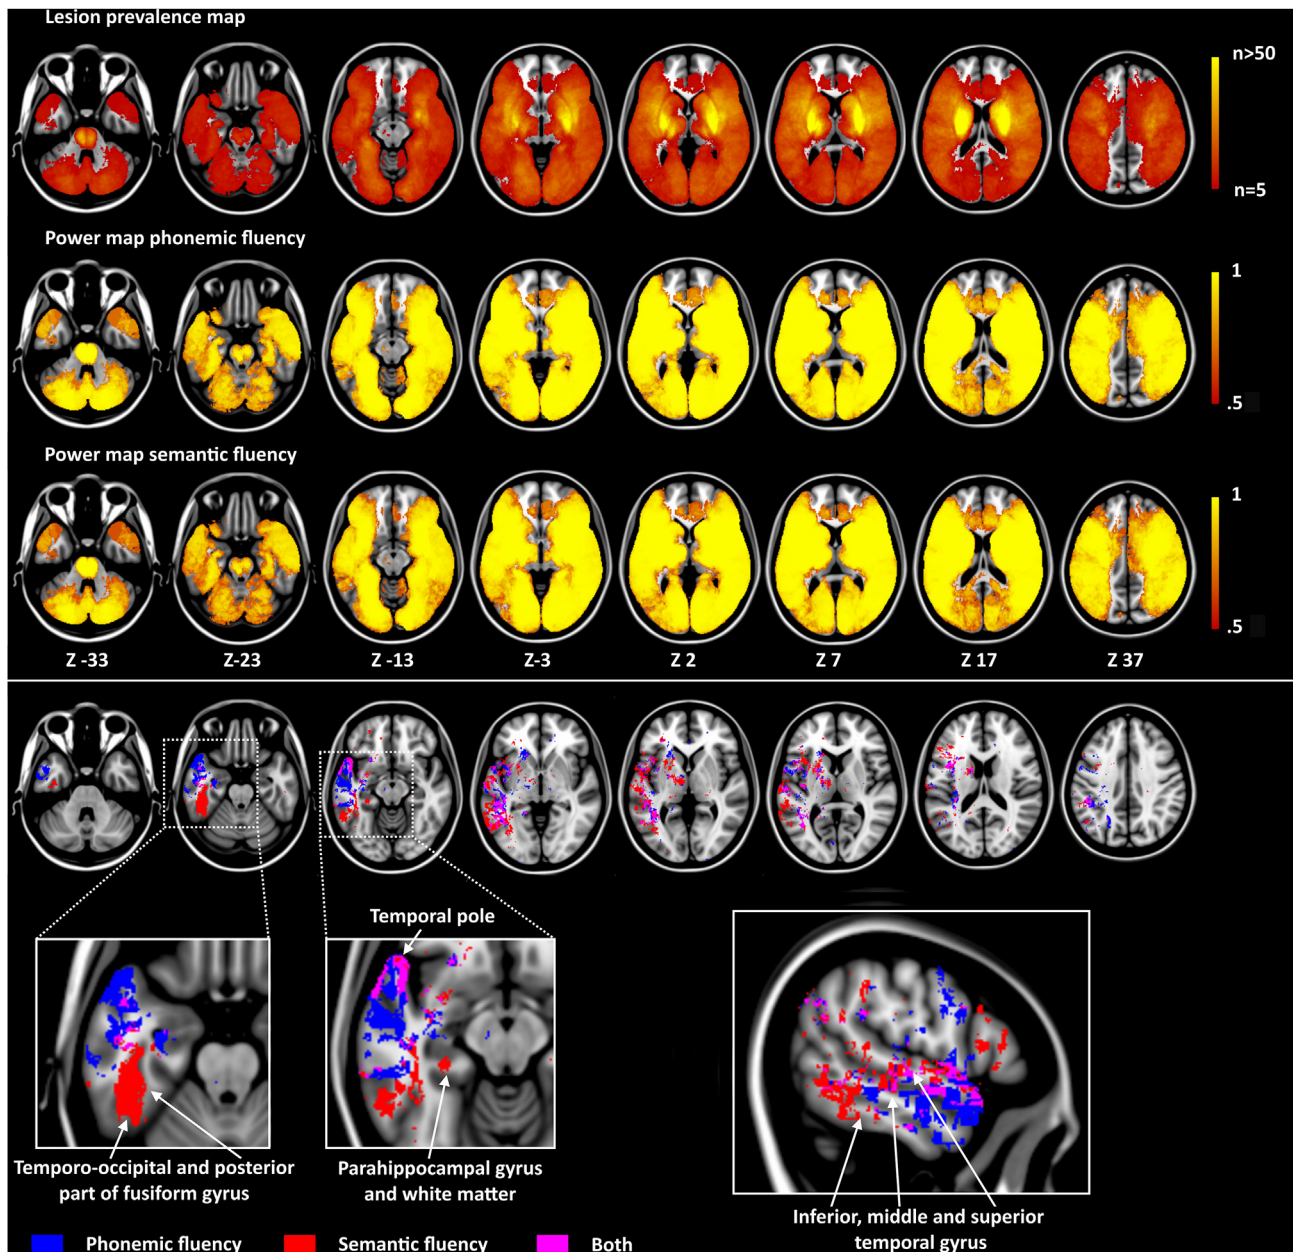 Lesion prevalence map
n>50
n=5
Power map phonemic fluency
1
.5
Power map semantic fluency
1
.5
Z -33 Z-23 Z -13 Z-3 Z 2 Z 7 Z 17 Z 37
Temporal pole
Temporo-occipital and posterior
part of fusiform gyrus
Parahippocampal gyrus
and white matter
Inferior, middle and superior
temporal gyrus
Phonemic fluency Semantic fluency Both